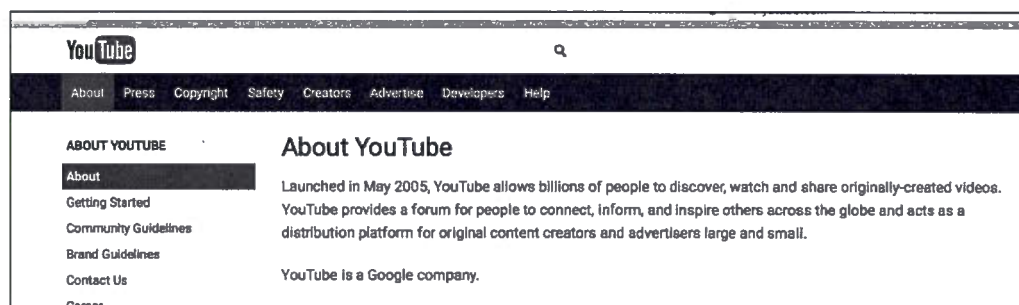 YouTube
About Press Copyright Safety Creators Advertise Developers Help
ABOUT YOUTUBE
About
Getting Started
Community Guidelines
Brand Guidelines
Contact Us
About YouTube
Launched in May 2005, YouTube allows billions of people to discover, watch and share originally-created videos.
YouTube provides a forum for people to connect, inform, and inspire others across the globe and acts as a
distribution platform for original content creators and advertisers large and small.
YouTube is a Google company.